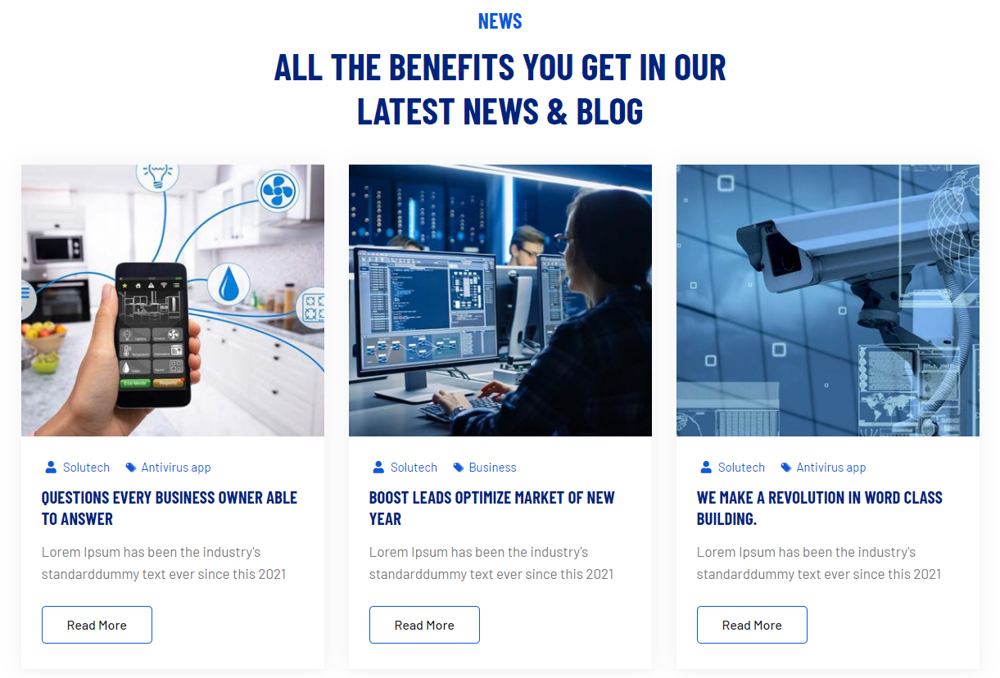 NEWS
ALL THE BENEFITS YOU GET IN OUR
LATEST NEWS & BLOG
Eco Mode
Reports
Solutech
Antivirus app
QUESTIONS EVERY BUSINESS OWNER ABLE
TO ANSWER
Lorem Ipsum has been the industry's
standarddummy text ever since this 2021
Read More
Solutech
Business
BOOST LEADS OPTIMIZE MARKET OF NEW
YEAR
Lorem Ipsum has been the industry's
standarddummy text ever since this 2021
Read More
Solutech
Antivirus app
WE MAKE A REVOLUTION IN WORD CLASS
BUILDING.
Lorem Ipsum has been the industry's
standarddummy text ever since this 2021
Read More